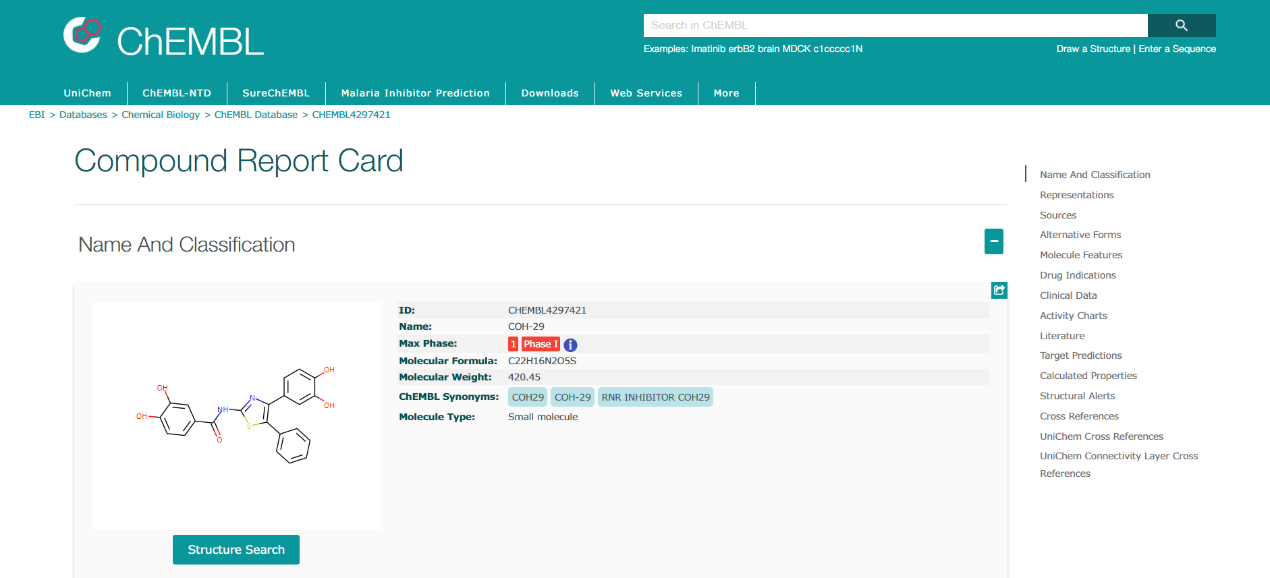 ChEMBL
Search in ChEMBL
Examples: Imatinib erbB2 brain MDCK c1ccccc1N
Draw a Structure | Enter a Sequence
UniChem ChEMBL-NTD SureChEMBL Malaria Inhibitor Prediction Downloads Web Services More
EBI > Databases > Chemical Biology > ChEMBL Database > CHEMBL4297421
Compound Report Card
Name And Classification
ID: CHEMBL4297421
Name: COH-29
Max Phase: 1 Phase I i
Molecular Formula: C22H16N2O5S
Molecular Weight: 420.45
ChEMBL Synonyms: COH29 COH-29 RNR INHIBITOR COH29
Molecule Type: Small molecule
OH
OH
OH
OH
NH
N
S
O
Structure Search
Name And Classification
Representations
Sources
Alternative Forms
Molecule Features
Drug Indications
Clinical Data
Activity Charts
Literature
Target Predictions
Calculated Properties
Structural Alerts
Cross References
UniChem Cross References
UniChem Connectivity Layer Cross
References